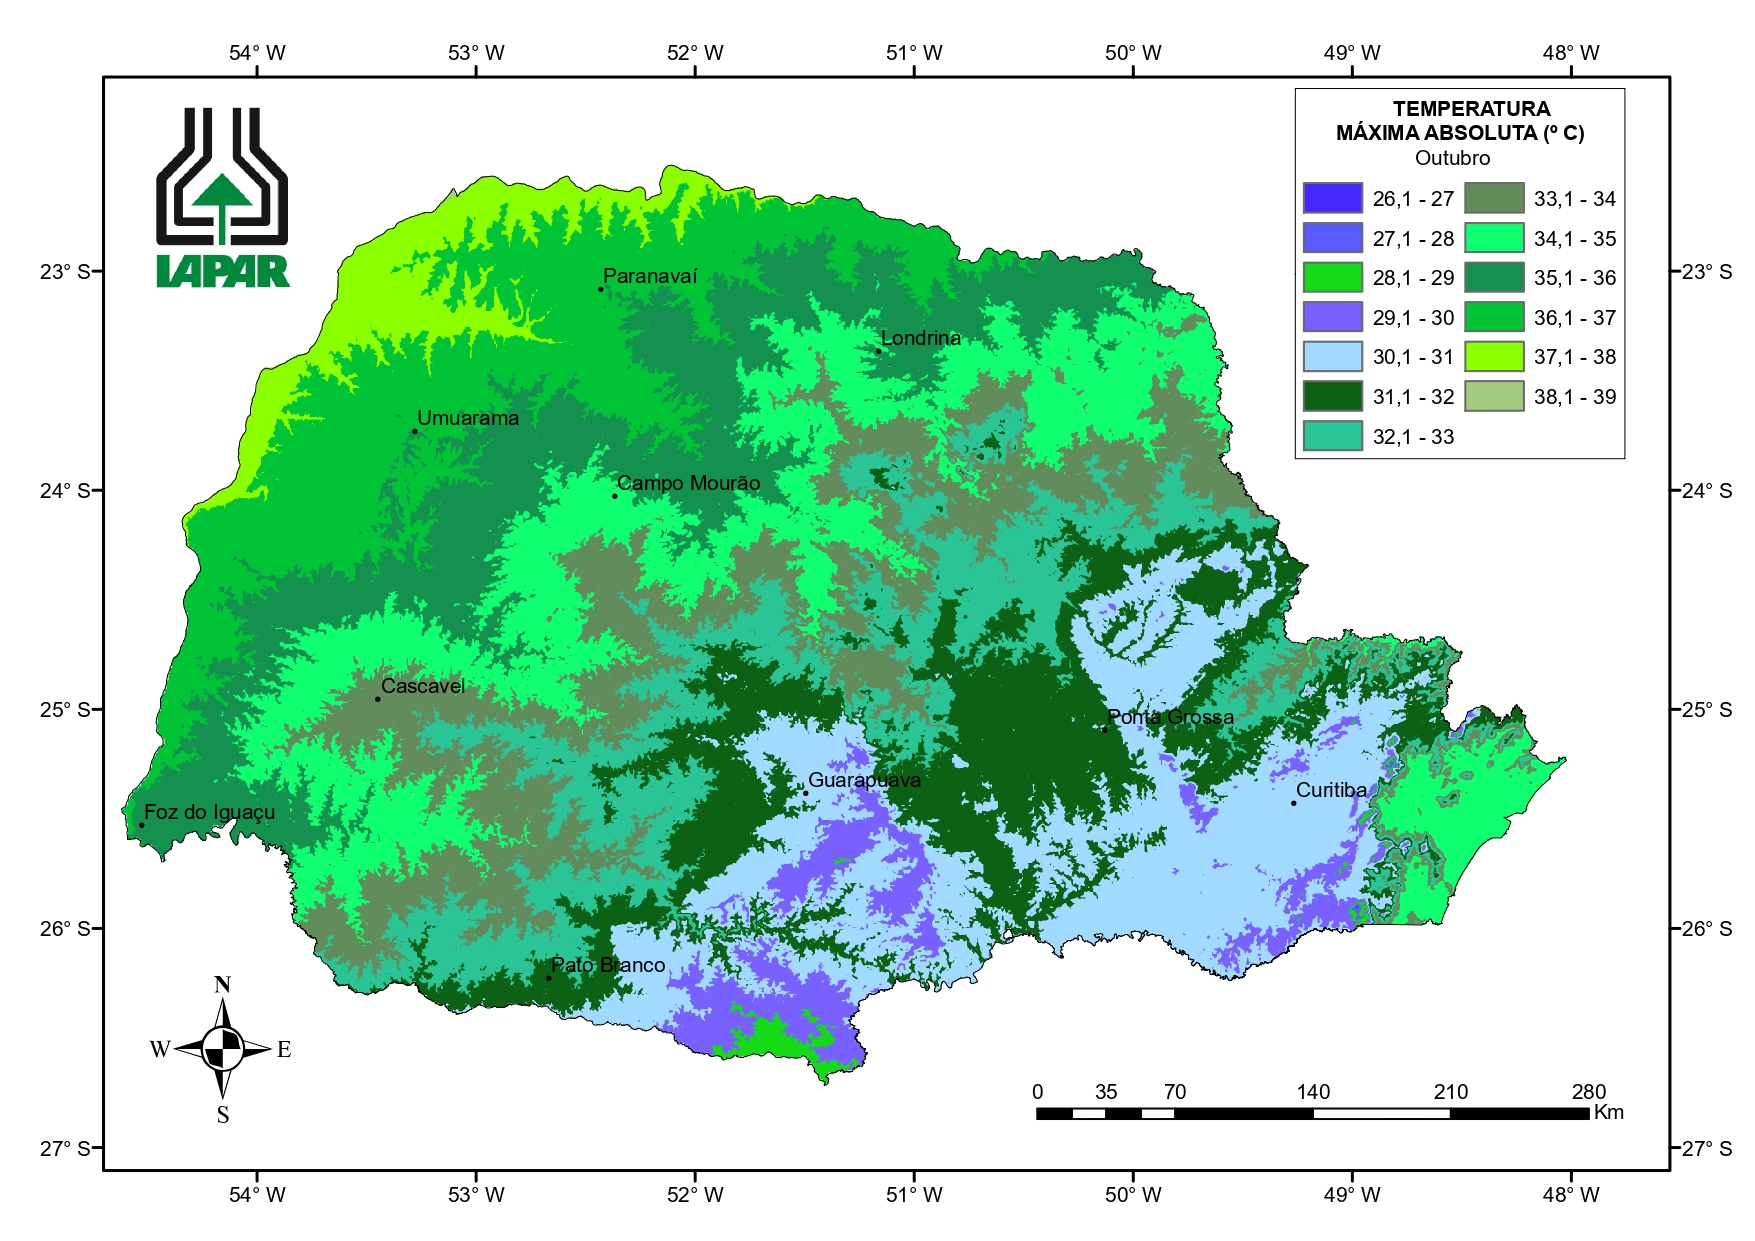 54° W 53° W 52° W 51° W 50° W 49° W 48° W
TEMPERATURA
MÁXIMA ABSOLUTA (º C)
Outubro
26,1 - 27 33,1 - 34
27,1 - 28 34,1 - 35
28,1 - 29 35,1 - 36
29,1 - 30 36,1 - 37
30,1 - 31 37,1 - 38
31,1 - 32 38,1 - 39
32,1 - 33
IAPAR
23° S 23° S
Paranavaí
Londrina
Umuarama
Campo Mourão
24° S 24° S
Cascavel
25° S 25° S
Ponta Grossa
Guarapuava
Curitiba
Foz do Iguaçu
26° S 26° S
Pato Branco
N
W E
S
0 35 70 140 210 280
Km
27° S 27° S
54° W 53° W 52° W 51° W 50° W 49° W 48° W